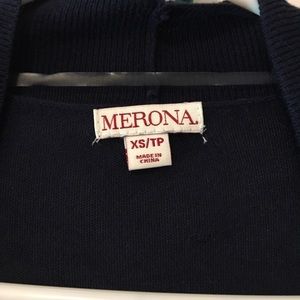 MERONA.
XS/TP
MADE IN
CHINA